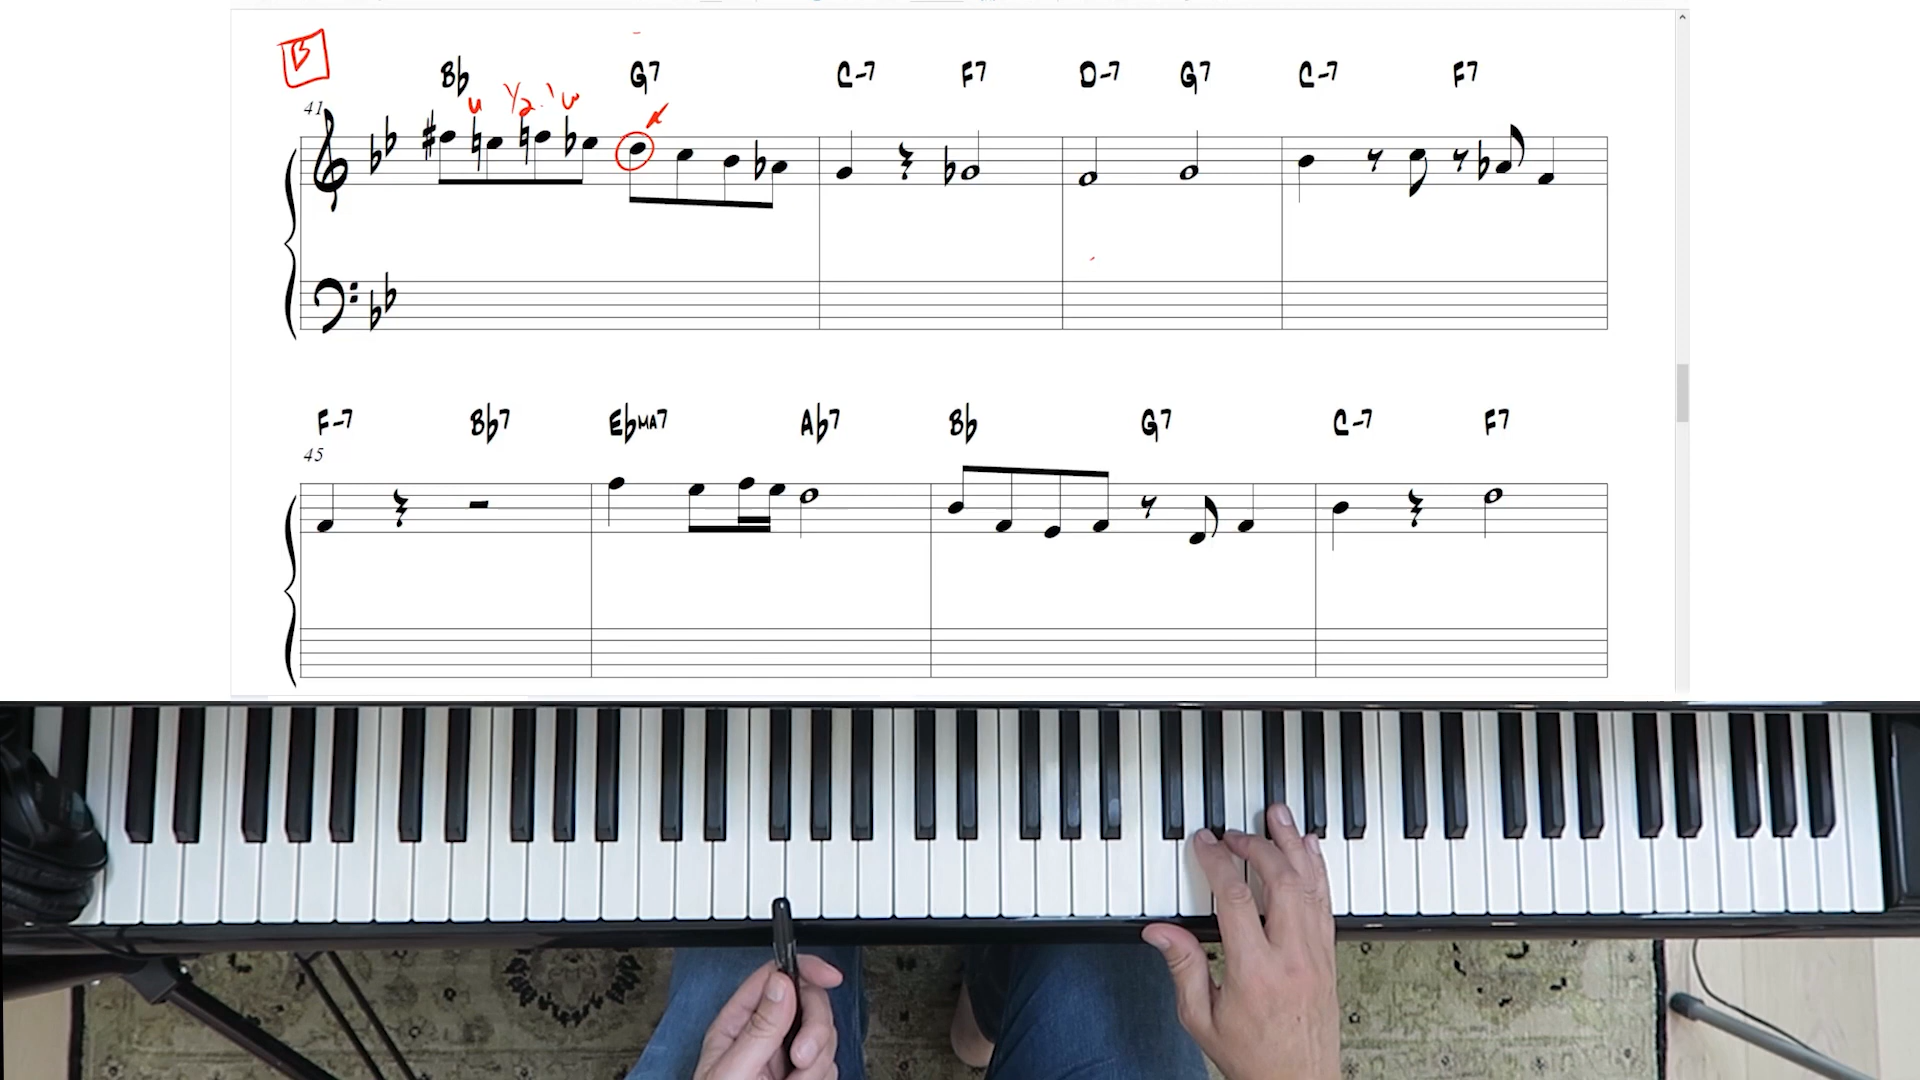 B
Bb G7 C-7 F7 D-7 G7 C-7 F7
w ½ w
41
F-7 Bb7 EbMA7 Ab7 Bb G7 C-7 F7
45